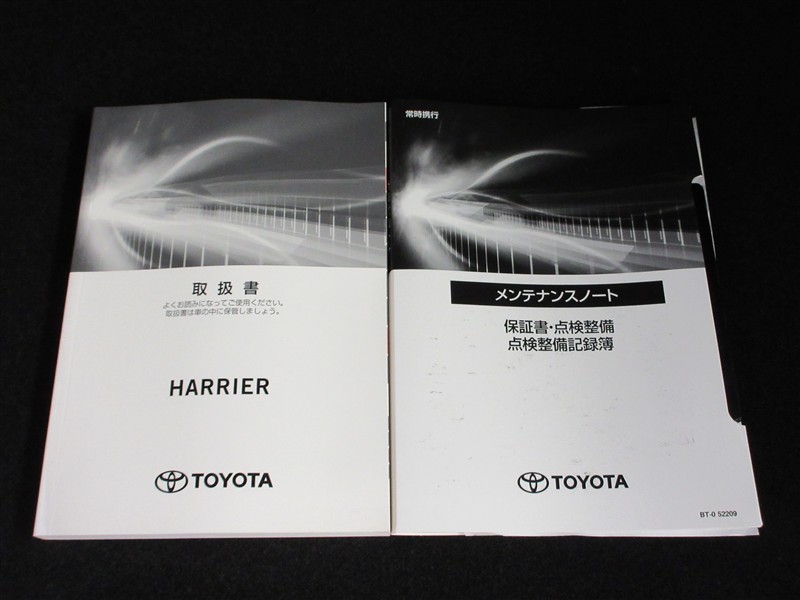 取扱書
よくお読みになってご使用ください。
取扱書は車の中に保管しましょう。
HARRIER
TOYOTA
常時携行
メンテナンスノート
保証書・点検整備
点検整備記録簿
TOYOTA
BT-0 52209